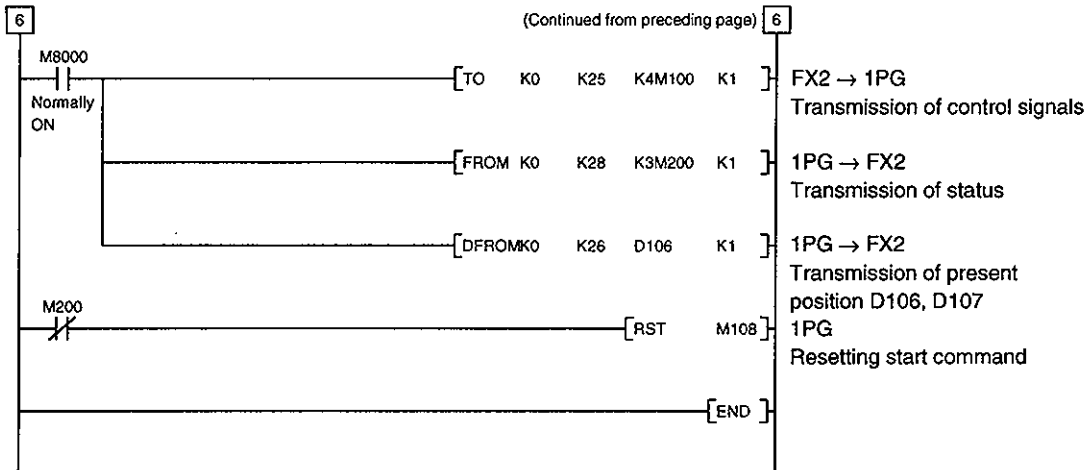 6 (Continued from preceding page) 6
M8000
Normally
ON
TO K0 K25 K4M100 K1
FX2 → 1PG
Transmission of control signals
FROM K0 K28 K3M200 K1
1PG → FX2
Transmission of status
DFROMK0 K26 D106 K1
1PG → FX2
Transmission of present
position D106, D107
M200
RST M108
1PG
Resetting start command
END